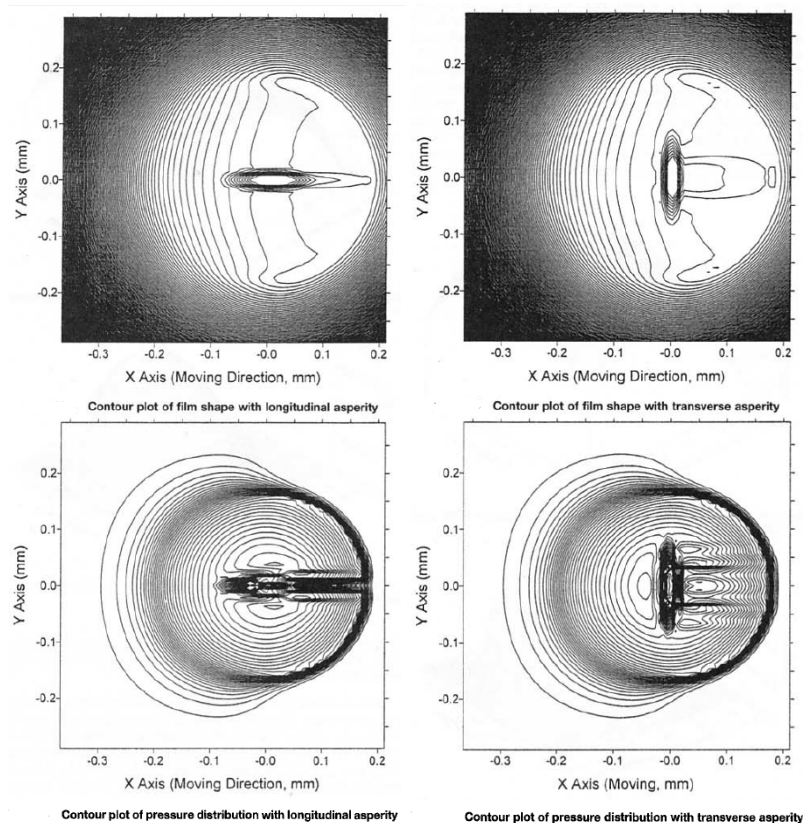 0.2
0.1
0.0
-0.1
-0.2
Y Axis (mm)
-0.3 -0.2 -0.1 -0.0 0.1 0.2
X Axis (Moving Direction, mm)
Contour plot of film shape with longitudinal asperity
0.2
0.1
0.0
-0.1
-0.2
Y Axis (mm)
-0.3 -0.2 -0.1 -0.0 0.1 0.2
X Axis (Moving Direction, mm)
Contour plot of film shape with transverse asperity
0.2
0.1
0.0
-0.1
-0.2
Y Axis (mm)
-0.3 -0.2 -0.1 -0.0 0.1 0.2
X Axis (Moving Direction, mm)
Contour plot of pressure distribution with longitudinal asperity
0.2
0.1
0.0
-0.1
-0.2
Y Axis (mm)
-0.3 -0.2 -0.1 -0.0 0.1 0.2
X Axis (Moving, mm)
Contour plot of pressure distribution with transverse asperity